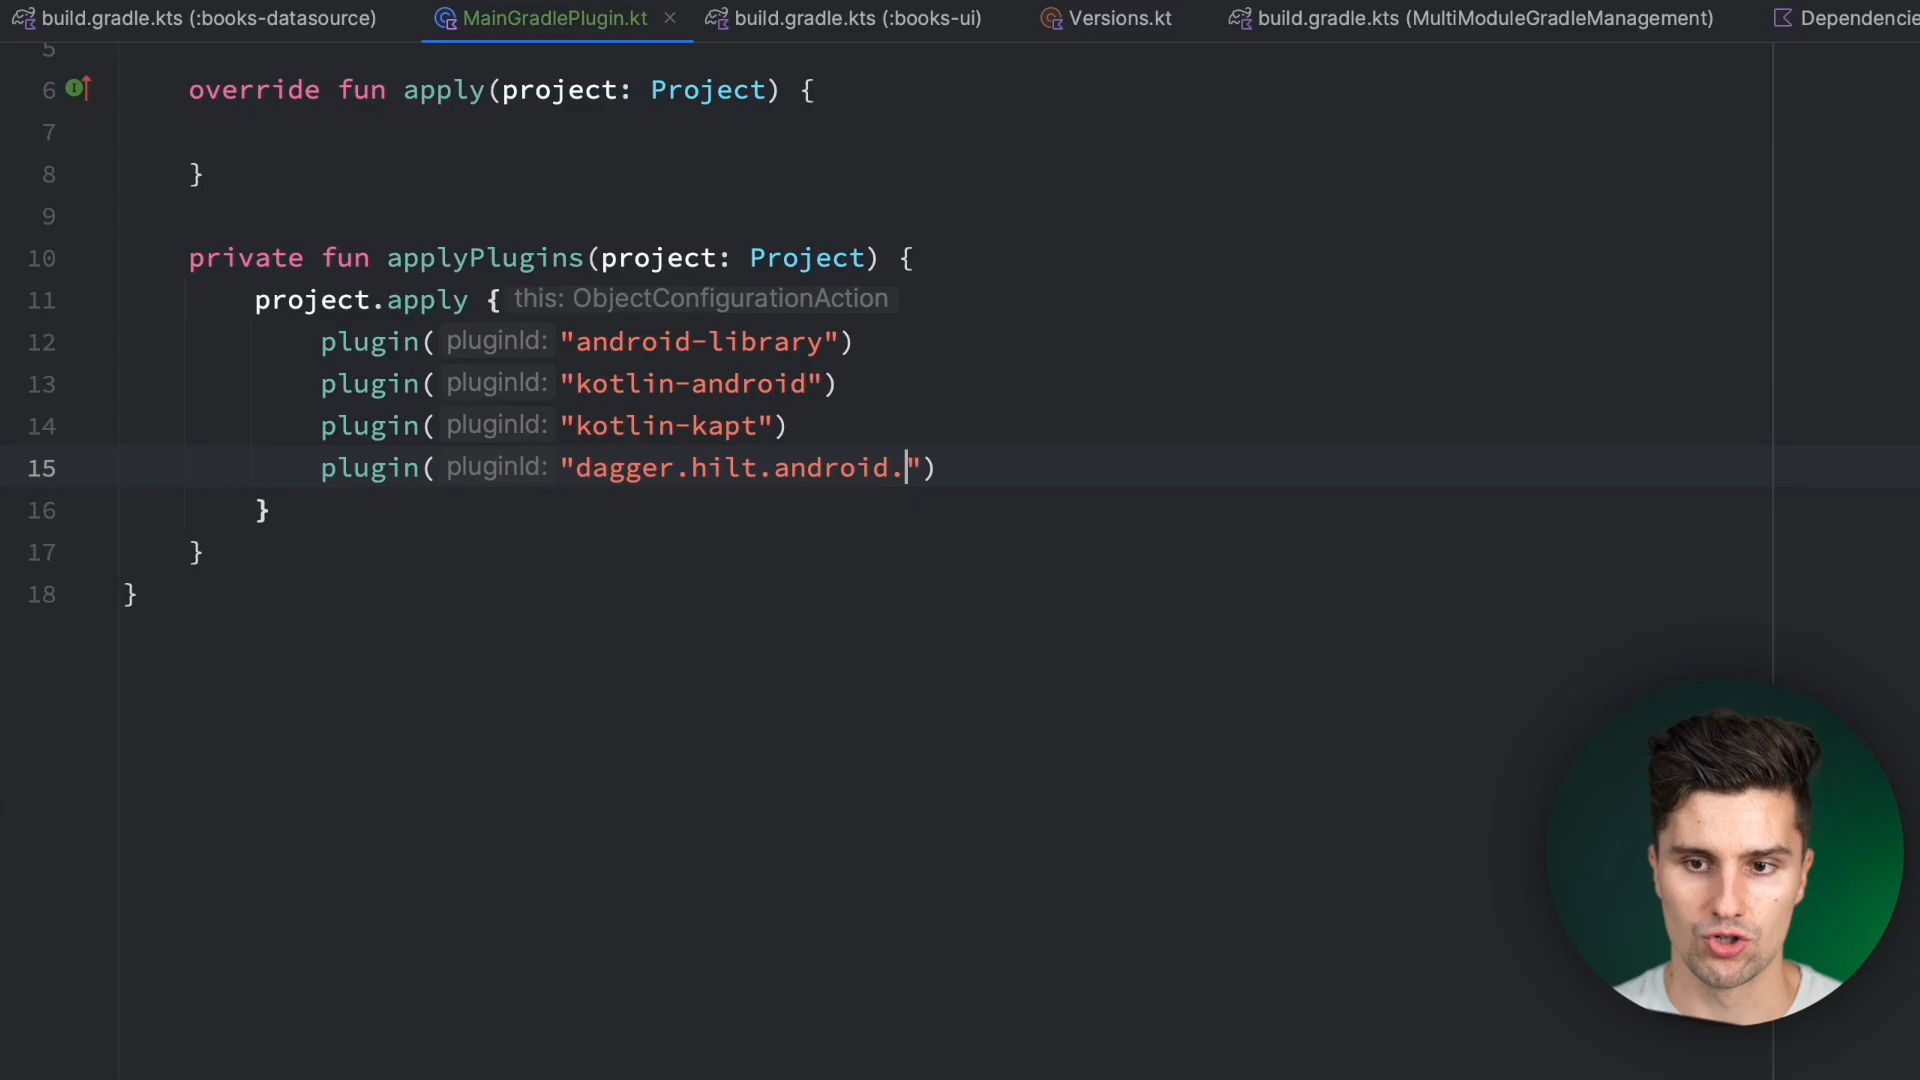 build.gradle.kts (:books-datasource) MainGradlePlugin.kt × build.gradle.kts (:books-ui) Versions.kt build.gradle.kts (MultiModuleGradleManagement) Dependencie
5
6 override fun apply(project: Project) {
7
8 }
9
10 private fun applyPlugins(project: Project) {
11 project.apply { this: ObjectConfigurationAction
12 plugin( pluginId: "android-library")
13 plugin( pluginId: "kotlin-android")
14 plugin( pluginId: "kotlin-kapt")
15 plugin( pluginId: "dagger.hilt.android.")
16 }
17 }
18 }